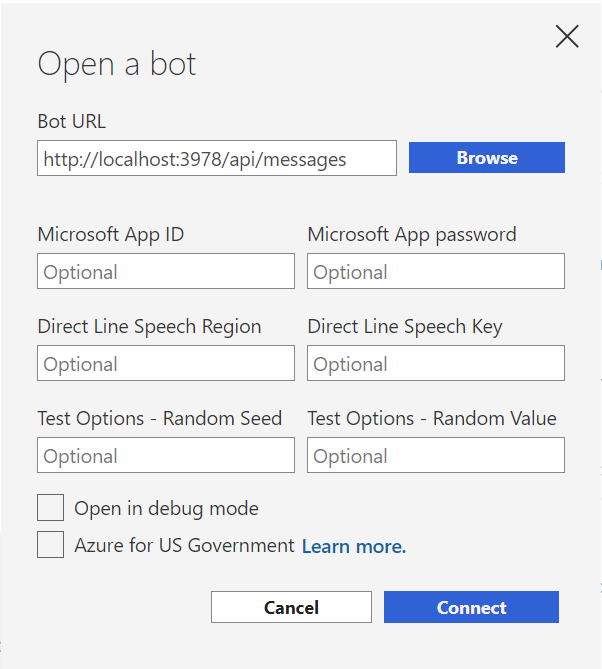 Open a bot
Bot URL
http://localhost:3978/api/messages Browse
Microsoft App ID Microsoft App password
Optional Optional
Direct Line Speech Region Direct Line Speech Key
Optional Optional
Test Options - Random Seed Test Options - Random Value
Optional Optional
Open in debug mode
Azure for US Government Learn more.
Cancel Connect